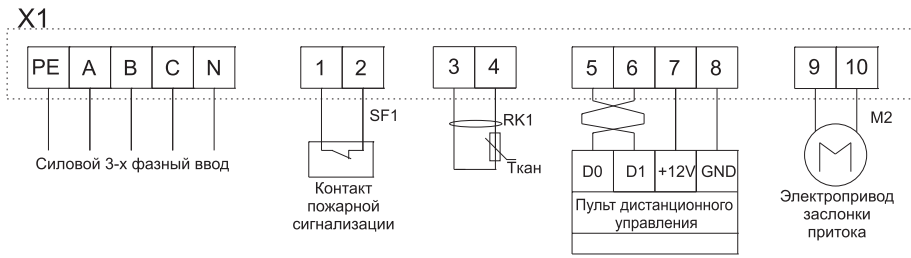 X1
PE A B C N 1 2 3 4 5 6 7 8 9 10
SF1
RK1
M2
Силовой 3-х фазный ввод
Tкан
D0 D1 +12V GND
M
Контакт
пожарной
сигнализации
Пульт дистанционного
управления
Электропривод
заслонки
притока